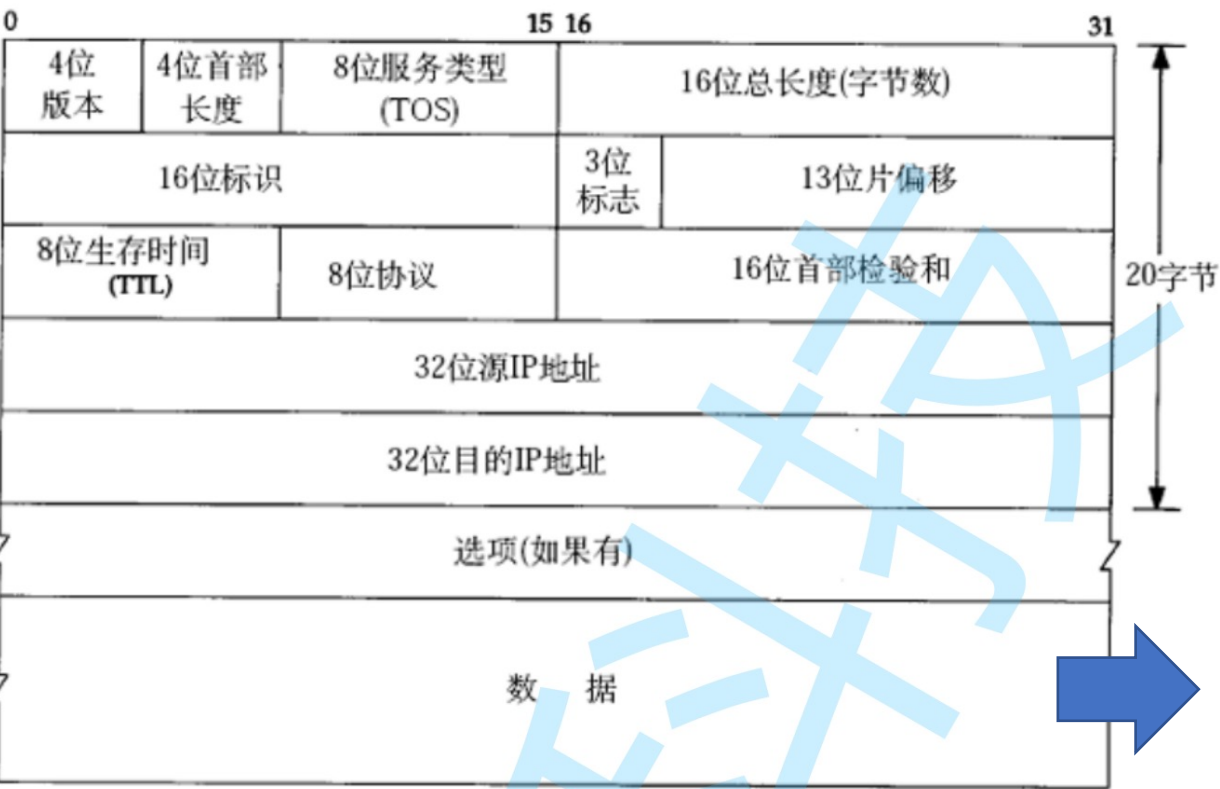 0 15 16 31
4位 4位首部 8位服务类型 16位总长度(字节数)
版本 长度 (TOS)
16位标识 3位 13位片偏移
标志
8位生存时间 8位协议 16位首部检验和 20字节
(TTL)
32位源IP地址
32位目的IP地址
选项(如果有)
数 据
科技